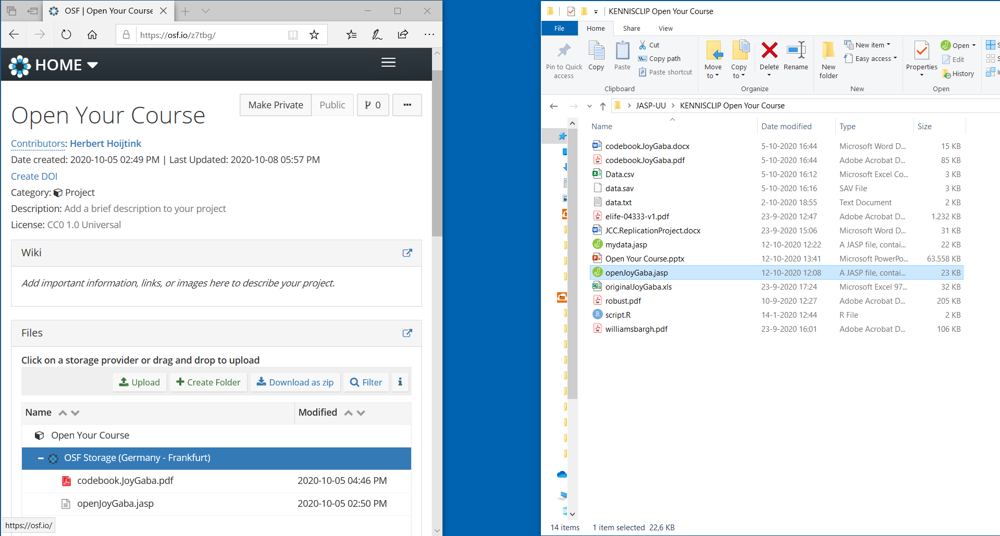 OSF | Open Your Course
https://osf.io/z7tbg/
HOME
Make Private
Public
0
Open Your Course
Contributors: Herbert Hoijtink
Date created: 2020-10-05 02:49 PM | Last Updated: 2020-10-08 05:57 PM
Create DOI
Category: Project
Description: Add a brief description to your project
License: CC0 1.0 Universal
Wiki
Add important information, links, or images here to describe your project.
Files
Click on a storage provider or drag and drop to upload
Upload
Create Folder
Download as zip
Filter
i
Name
Modified
Open Your Course
OSF Storage (Germany - Frankfurt)
codebook.JoyGaba.pdf 2020-10-05 04:46 PM
openJoyGaba.jasp 2020-10-05 02:50 PM
https://osf.io/
KENNISCLIP Open Your Course
File Home Share View
Pin to Quick access
Copy
Paste
Cut
Copy path
Paste shortcut
Clipboard
Move to
Copy to
Delete
Rename
Organize
New folder
New item
Easy access
New
Properties
Open
Edit
History
Open
JASP-UU > KENNISCLIP Open Your Course
Name Date modified Type Size
codebook.JoyGaba.docx 5-10-2020 16:44 Microsoft Word D... 15 KB
codebook.JoyGaba.pdf 5-10-2020 16:44 Adobe Acrobat D... 85 KB
Data.csv 5-10-2020 16:12 Microsoft Excel Co... 3 KB
data.sav 5-10-2020 16:16 SAV File 3 KB
data.txt 2-10-2020 18:55 Text Document 2 KB
elife-04333-v1.pdf 23-9-2020 12:47 Adobe Acrobat D... 1.232 KB
JCC.ReplicationProject.docx 23-9-2020 15:06 Microsoft Word D... 31 KB
mydata.jasp 12-10-2020 12:22 A JASP file, contai... 22 KB
Open Your Course.pptx 12-10-2020 13:41 Microsoft PowerPo... 63.558 KB
openJoyGaba.jasp 12-10-2020 12:08 A JASP file, contai... 23 KB
originalJoyGaba.xls 23-9-2020 17:24 Microsoft Excel 97... 32 KB
robust.pdf 10-9-2020 12:27 Adobe Acrobat D... 205 KB
script.R 14-1-2020 12:44 R File 2 KB
williamsbargh.pdf 23-9-2020 16:01 Adobe Acrobat D... 106 KB
14 items 1 item selected 22,6 KB